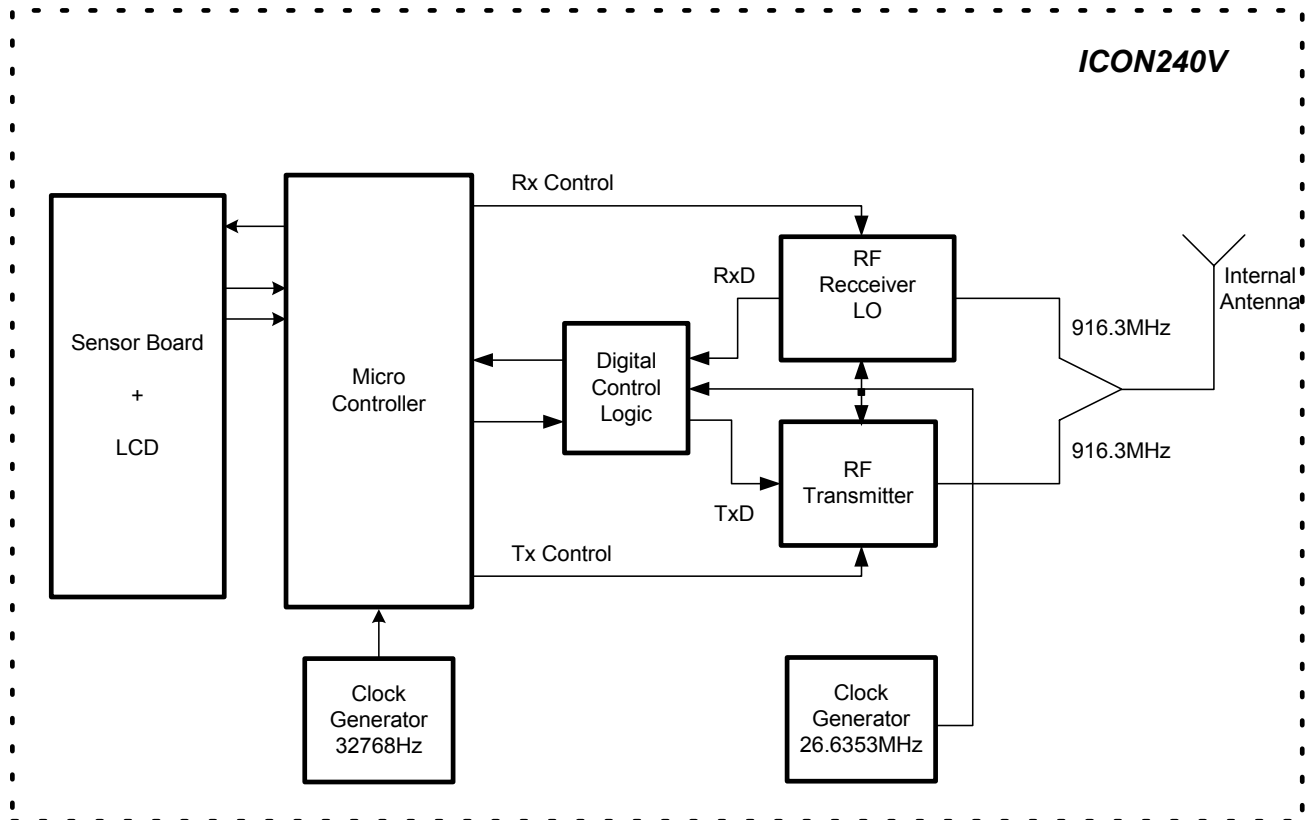 ICON240V
Rx Control
RF
Recceiver
LO
RxD
Internal
Antenna
916.3MHz
Sensor Board
+
LCD
Micro
Controller
Digital
Control
Logic
916.3MHz
RF
Transmitter
TxD
Tx Control
Clock
Generator
32768Hz
Clock
Generator
26.6353MHz